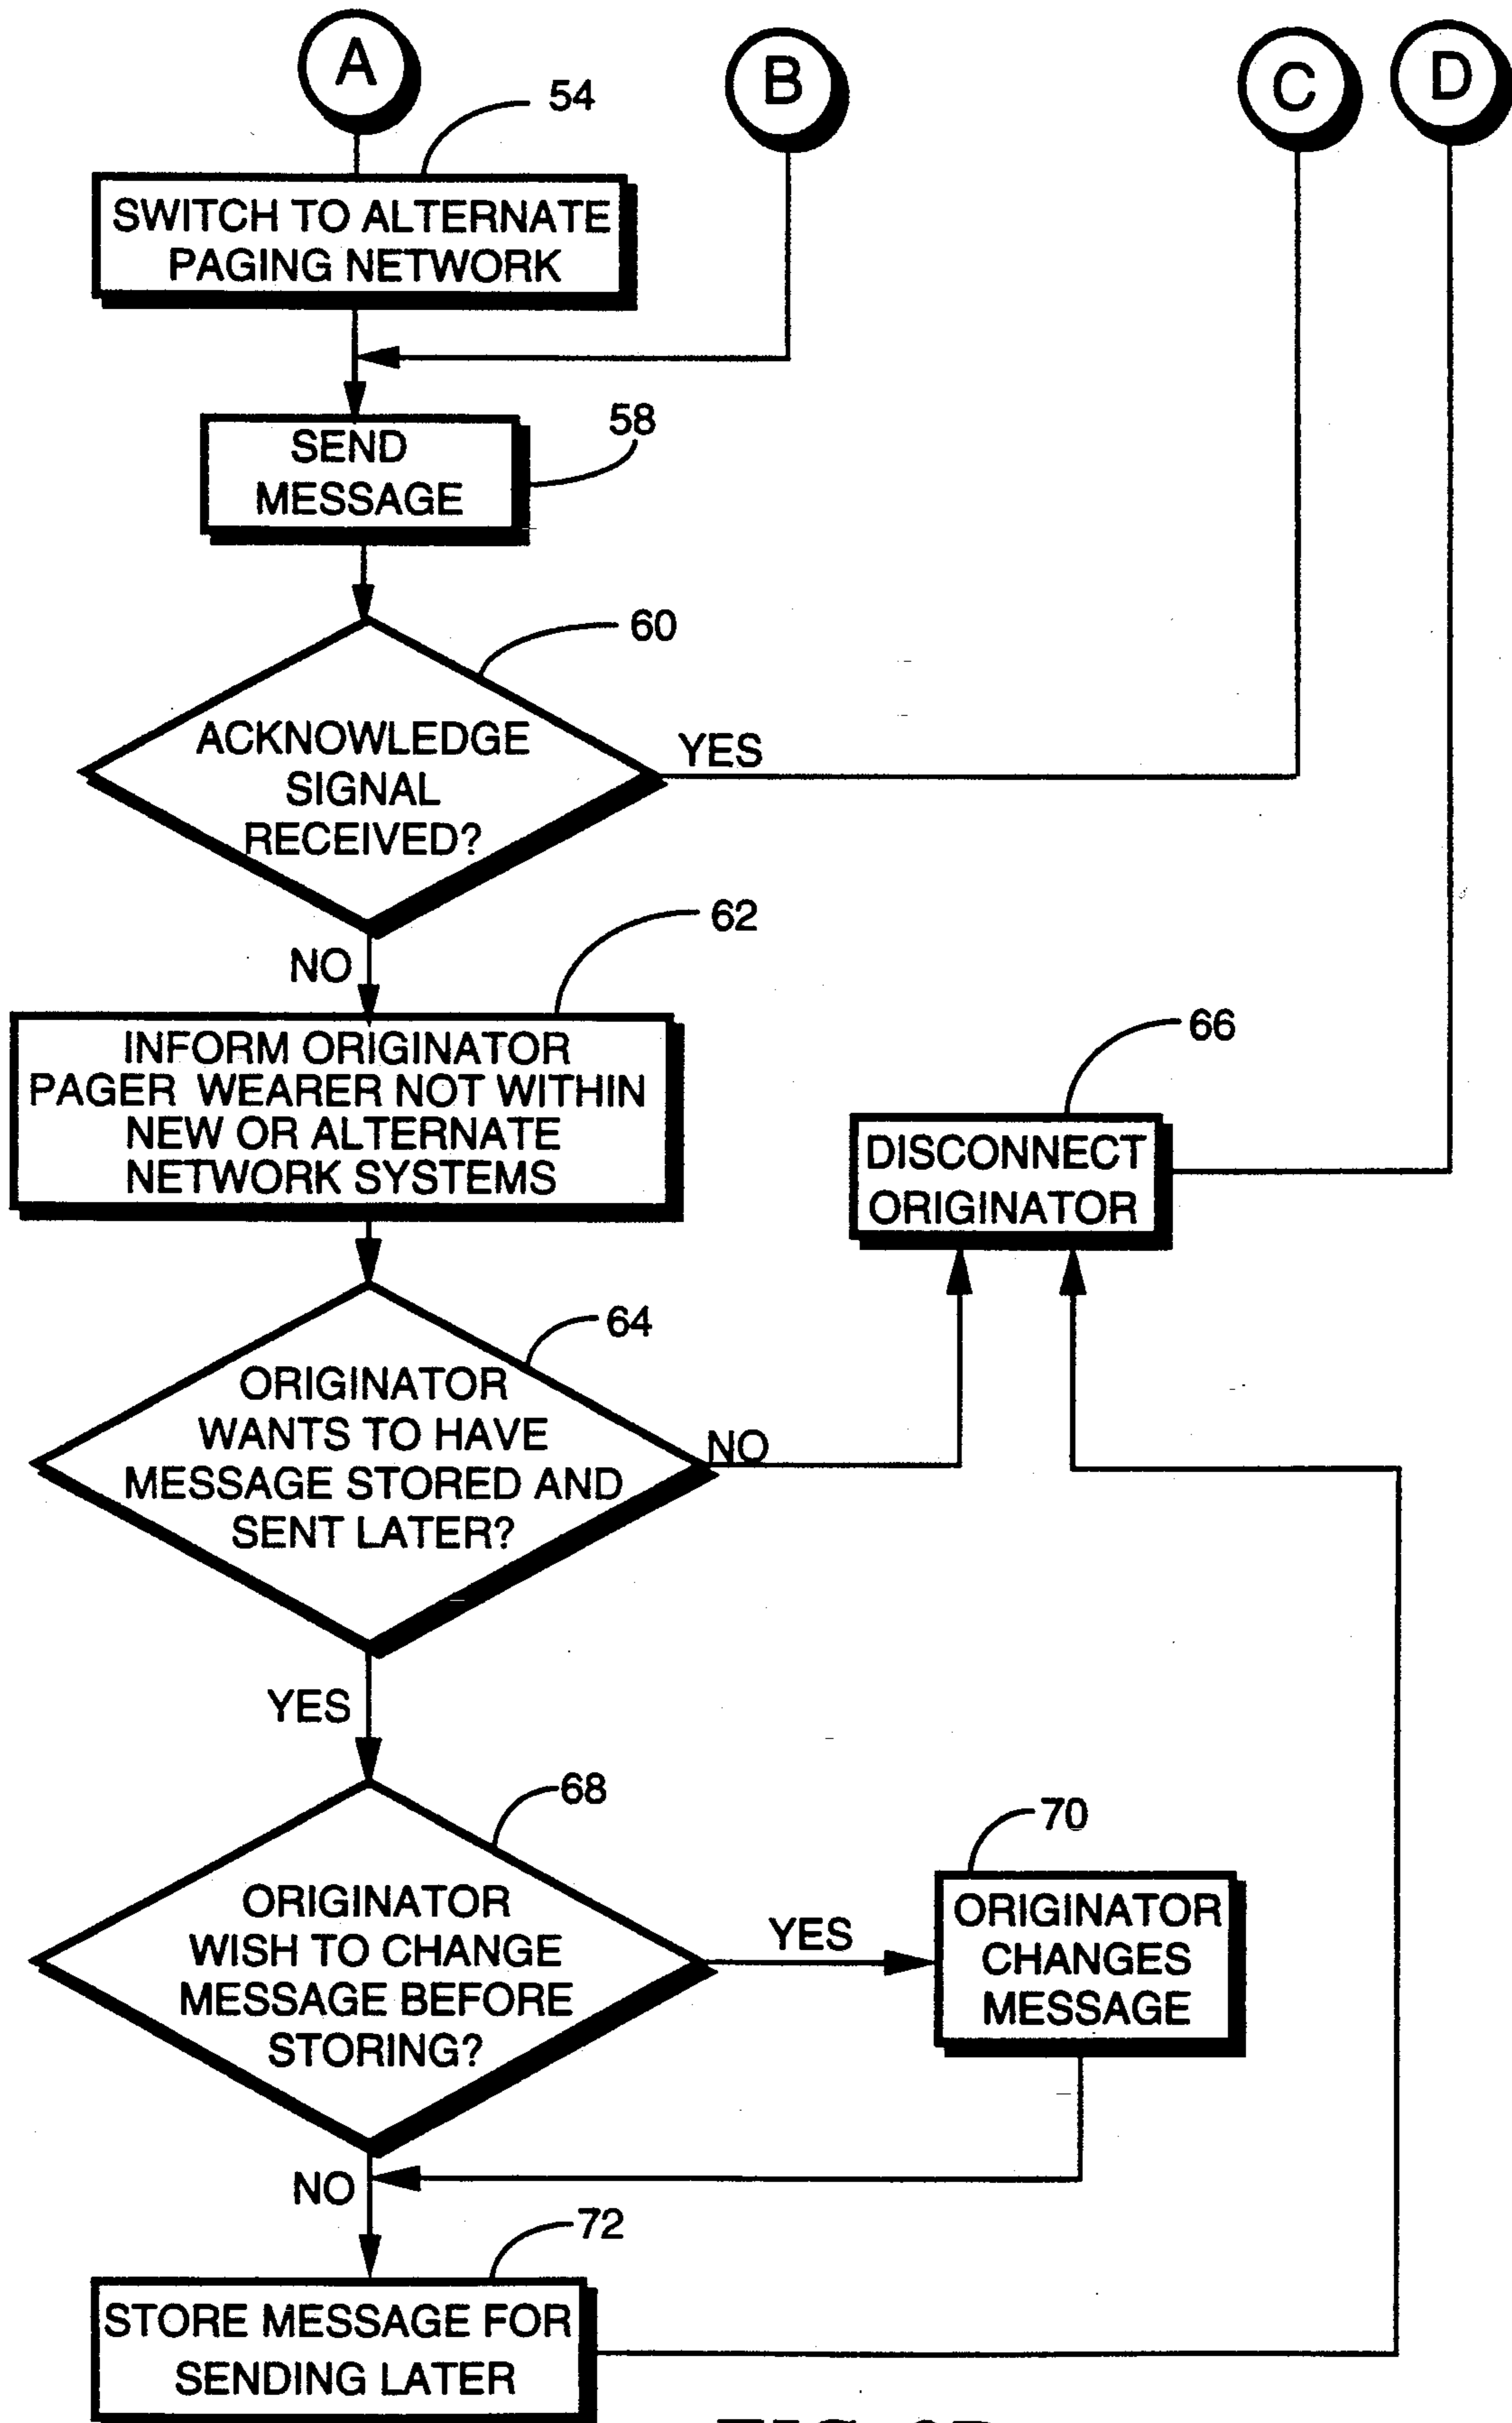 A
B
C
D
54
SWITCH TO ALTERNATE
PAGING NETWORK
58
SEND
MESSAGE
60
ACKNOWLEDGE
SIGNAL
RECEIVED?
YES
NO
62
INFORM ORIGINATOR
PAGER WEARER NOT WITHIN
NEW OR ALTERNATE
NETWORK SYSTEMS
66
DISCONNECT
ORIGINATOR
64
ORIGINATOR
WANTS TO HAVE
MESSAGE STORED AND
SENT LATER?
NO
YES
68
ORIGINATOR
WISH TO CHANGE
MESSAGE BEFORE
STORING?
YES
70
ORIGINATOR
CHANGES
MESSAGE
NO
72
STORE MESSAGE FOR
SENDING LATER